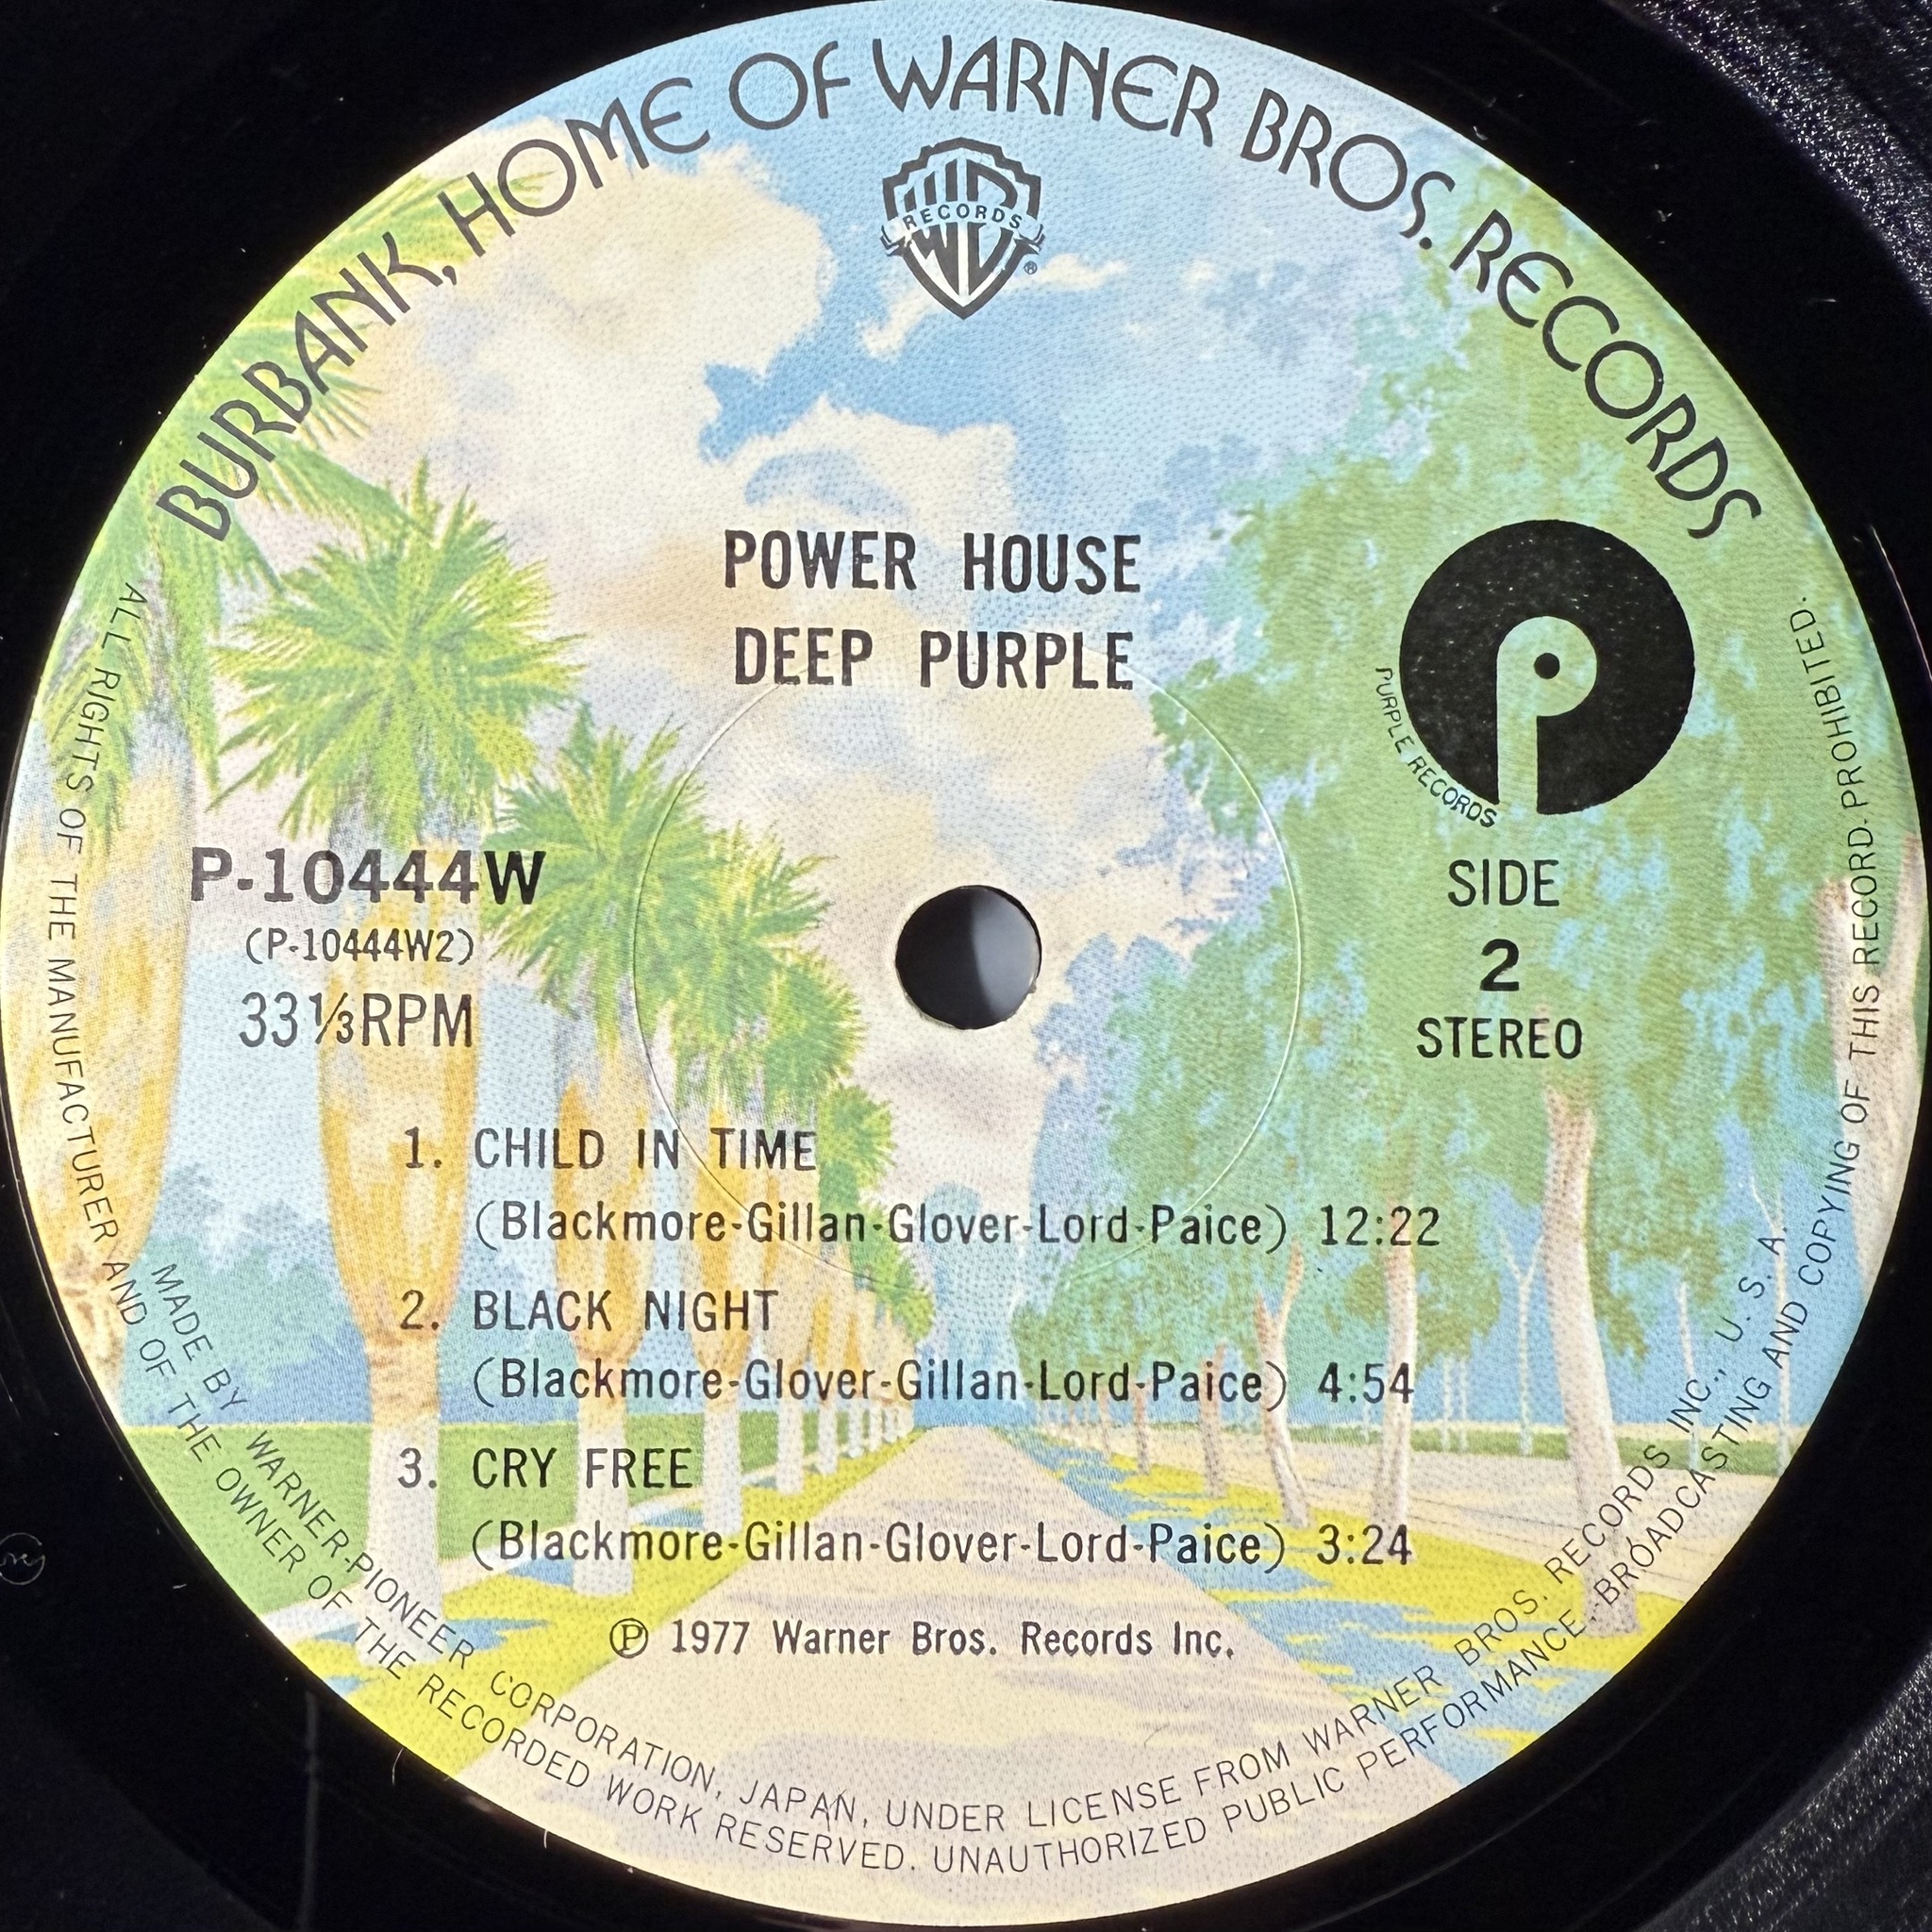 BURBANK, HOME OF WARNER BROS. RECORDS
WB
RECORDS
®
POWER HOUSE
DEEP PURPLE
PURPLE RECORDS
P-10444W
(P-10444W2)
33⅓RPM
SIDE
2
STEREO
1. CHILD IN TIME
(Blackmore-Gillan-Glover-Lord-Paice) 12:22
2. BLACK NIGHT
(Blackmore-Glover-Gillan-Lord-Paice) 4:54
3. CRY FREE
(Blackmore-Gillan-Glover-Lord-Paice) 3:24
℗ 1977 Warner Bros. Records Inc.
MADE BY WARNER-PIONEER CORPORATION, JAPAN, UNDER LICENSE FROM WARNER BROS. RECORDS INC., U. S. A.
ALL RIGHTS OF THE MANUFACTURER AND OF THE OWNER OF THE RECORDED WORK RESERVED. UNAUTHORIZED PUBLIC PERFORMANCE, BROADCASTING AND COPYING OF THIS RECORD PROHIBITED.